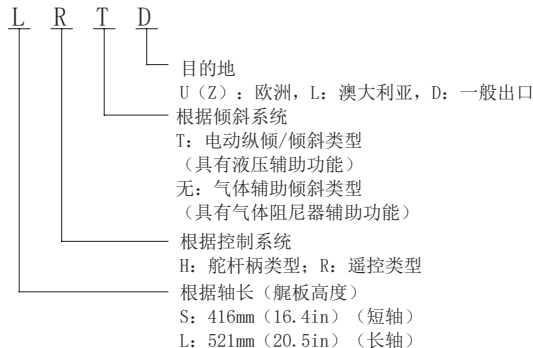 L R T D
目的地
U（Z）：欧洲，L：澳大利亚，D：一般出口
根据倾斜系统
T：电动纵倾/倾斜类型
（具有液压辅助功能）
无：气体辅助倾斜类型
（具有气体阻尼器辅助功能）
根据控制系统
H：舵杆柄类型；R：遥控类型
根据轴长（艉板高度）
S：416mm（16.4in）（短轴）
L：521mm（20.5in）（长轴）